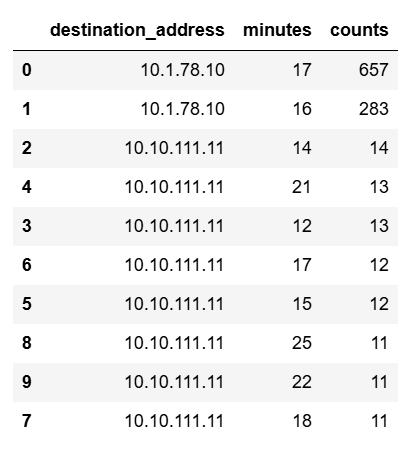 destination_address minutes counts
0 10.1.78.10 17 657
1 10.1.78.10 16 283
2 10.10.111.11 14 14
4 10.10.111.11 21 13
3 10.10.111.11 12 13
6 10.10.111.11 17 12
5 10.10.111.11 15 12
8 10.10.111.11 25 11
9 10.10.111.11 22 11
7 10.10.111.11 18 11